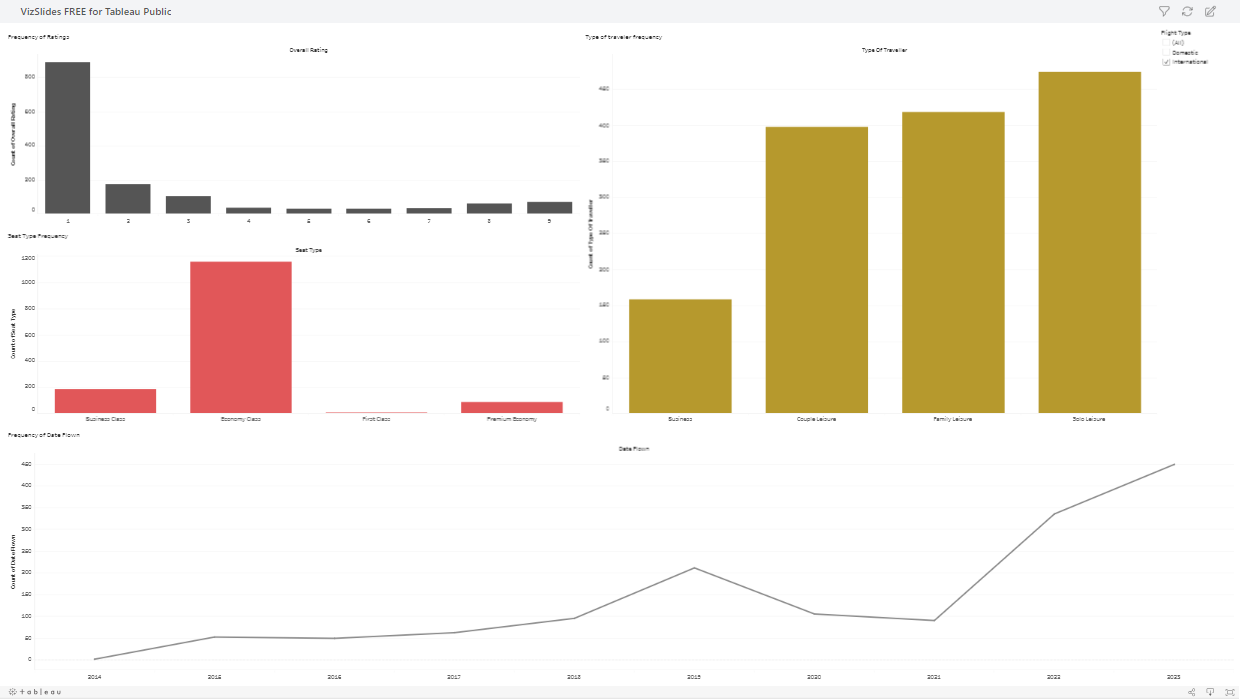 VizSlides FREE for Tableau Public
Frequency of Ratings
Overall Rating
Count of Overall Rating
800
600
400
200
0
1
2
3
4
5
6
7
8
9
Seat Type Frequency
Seat Type
Count of Seat Type
1200
1000
800
600
400
200
0
Business Class
Economy Class
First Class
Premium Economy
Type of traveler frequency
Type Of Traveller
Count of Type Of Traveller
450
400
350
300
250
200
150
100
50
0
Business
Couple Leisure
Family Leisure
Solo Leisure
Flight Type
(All)
Domestic
International
Frequency of Date Flown
Date Flown
Count of Date Flown
450
400
350
300
250
200
150
100
50
0
2014
2015
2016
2017
2018
2019
2020
2021
2022
2023
tableau